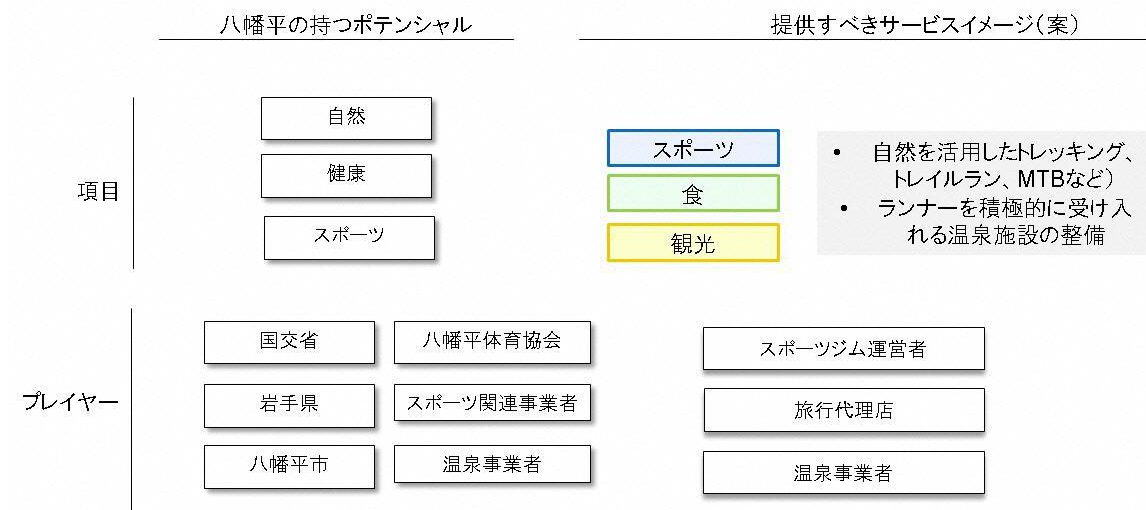 八幡平の持つポテンシャル
提供すべきサービスイメージ(案)
項目
自然
健康
スポーツ
スポーツ
食
観光
• 自然を活用したトレッキング、
トレイルラン、MTBなど)
• ランナーを積極的に受け入
れる温泉施設の整備
プレイヤー
国交省
八幡平体育協会
岩手県
スポーツ関連事業者
八幡平市
温泉事業者
スポーツジム運営者
旅行代理店
温泉事業者